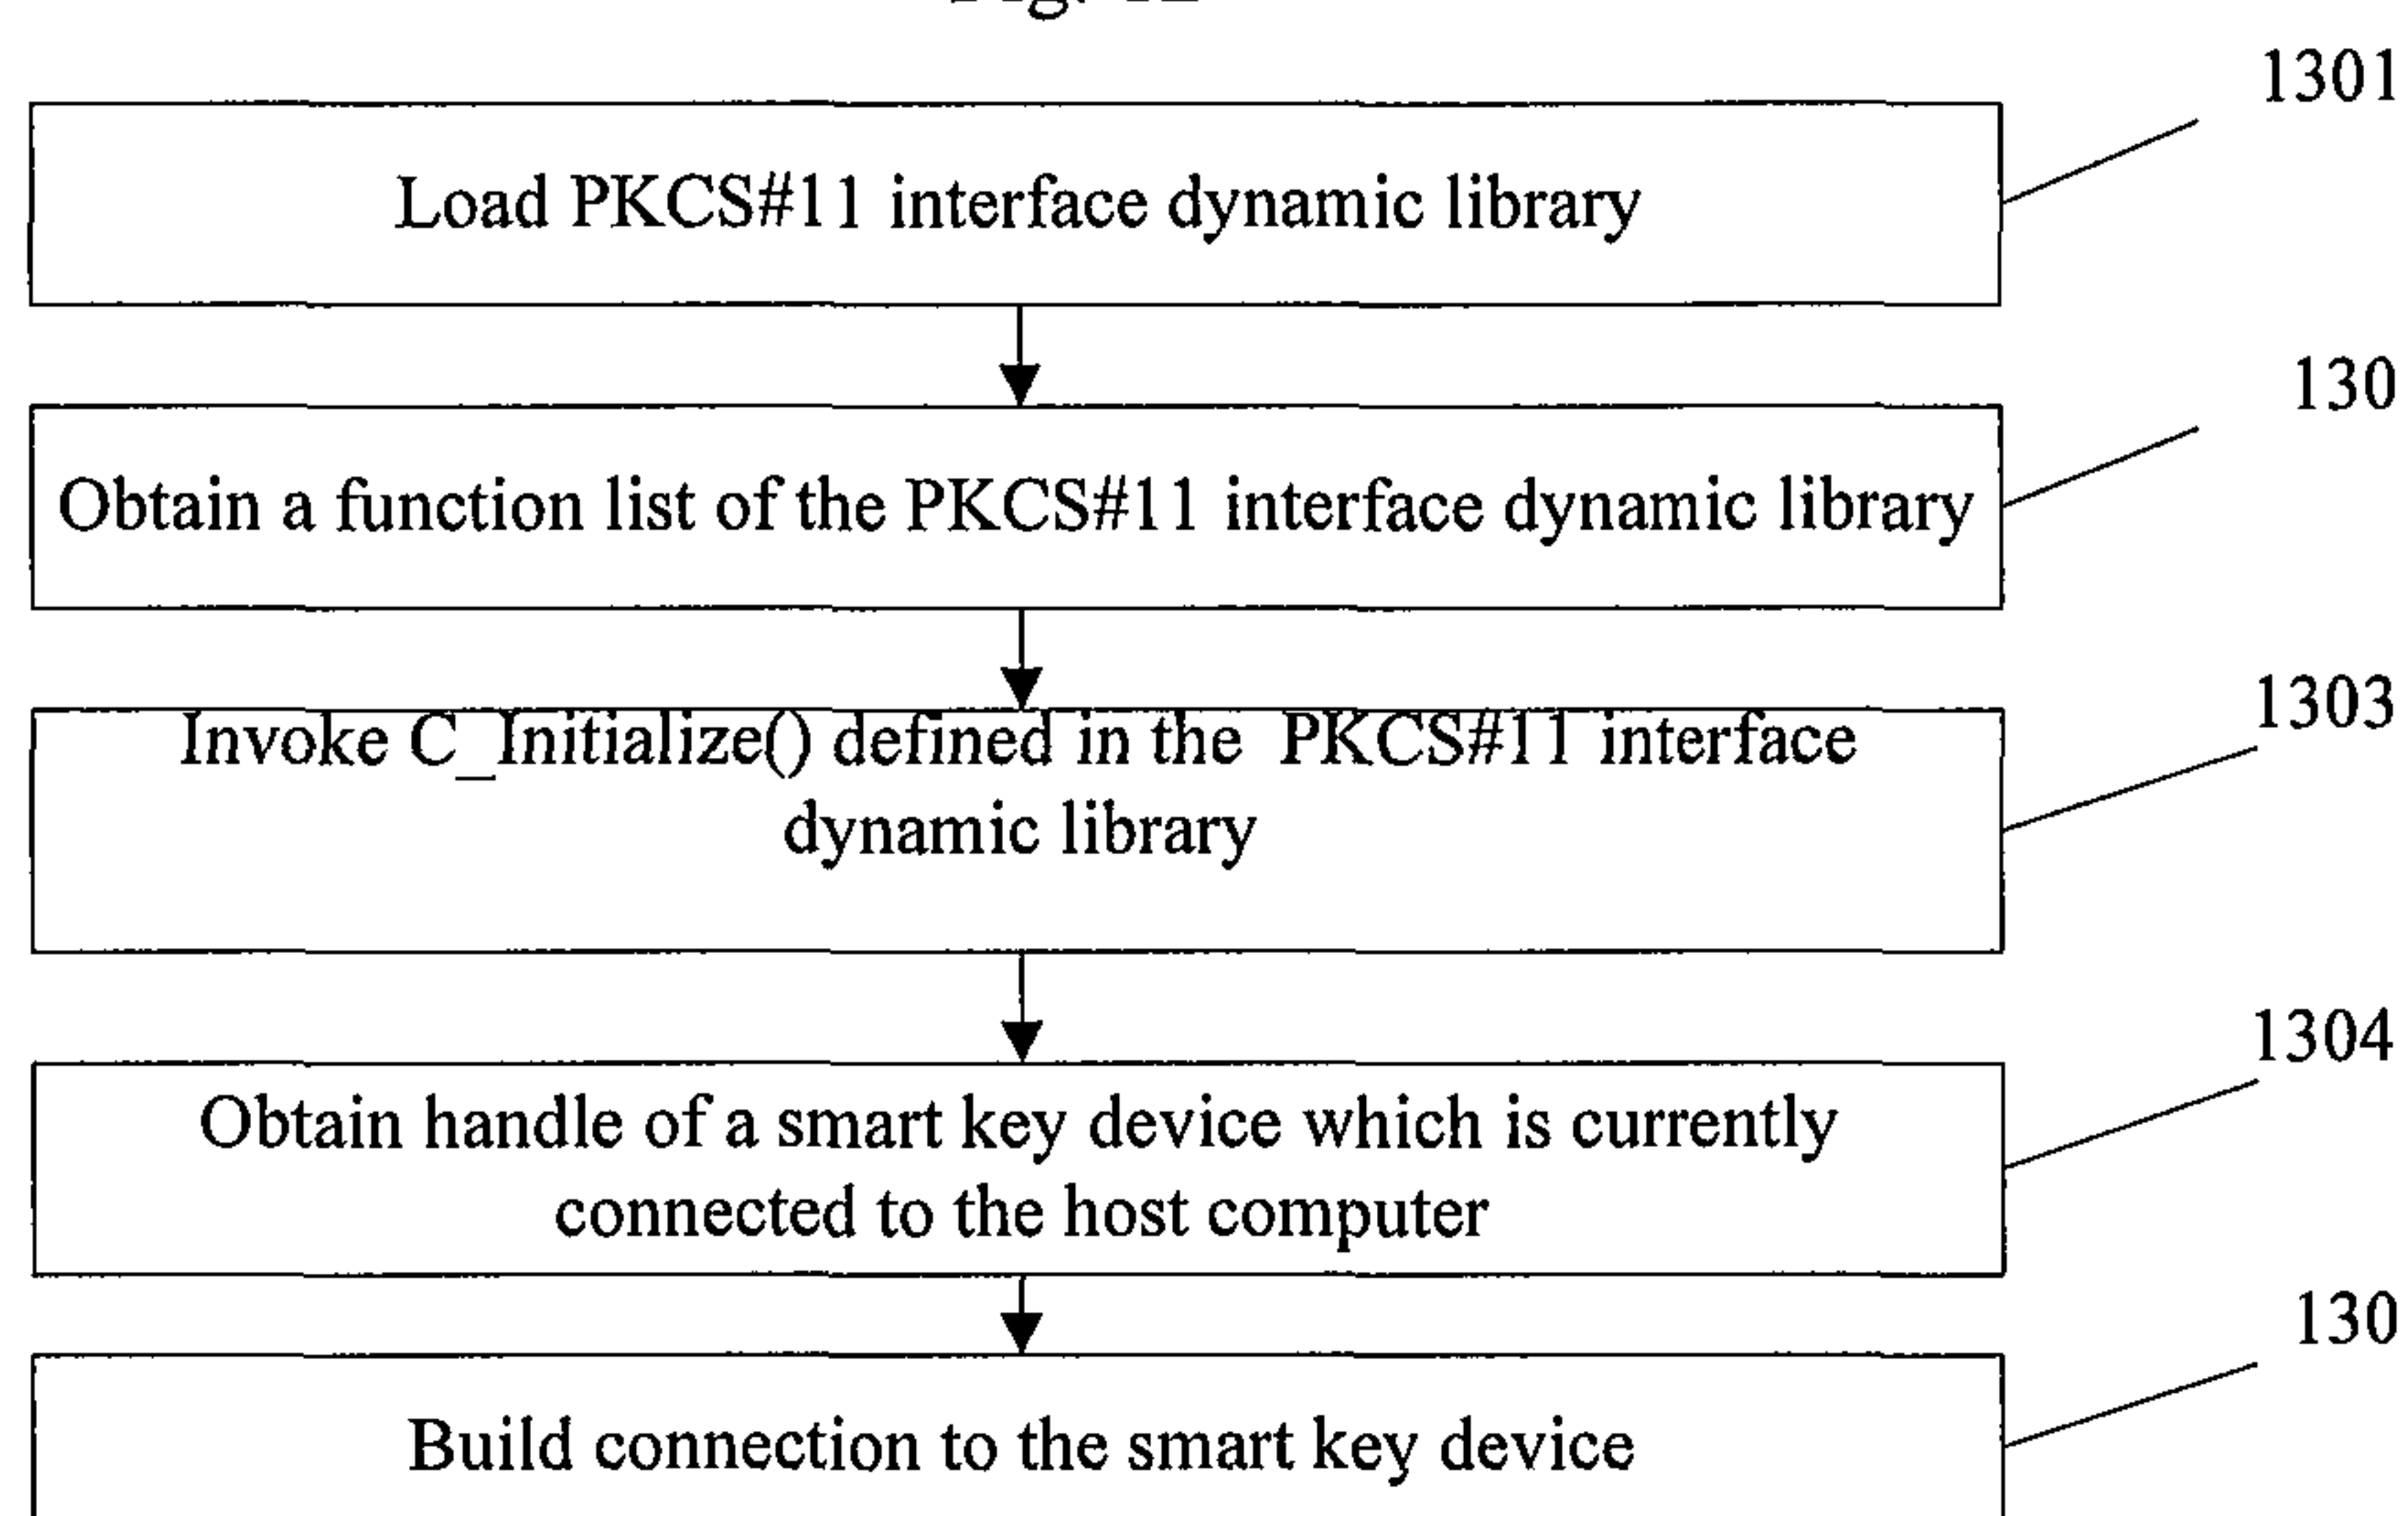 1301
Load PKCS#11 interface dynamic library
130
Obtain a function list of the PKCS#11 interface dynamic library
1303
Invoke C_Initialize() defined in the PKCS#11 interface
dynamic library
1304
Obtain handle of a smart key device which is currently
connected to the host computer
130
Build connection to the smart key device